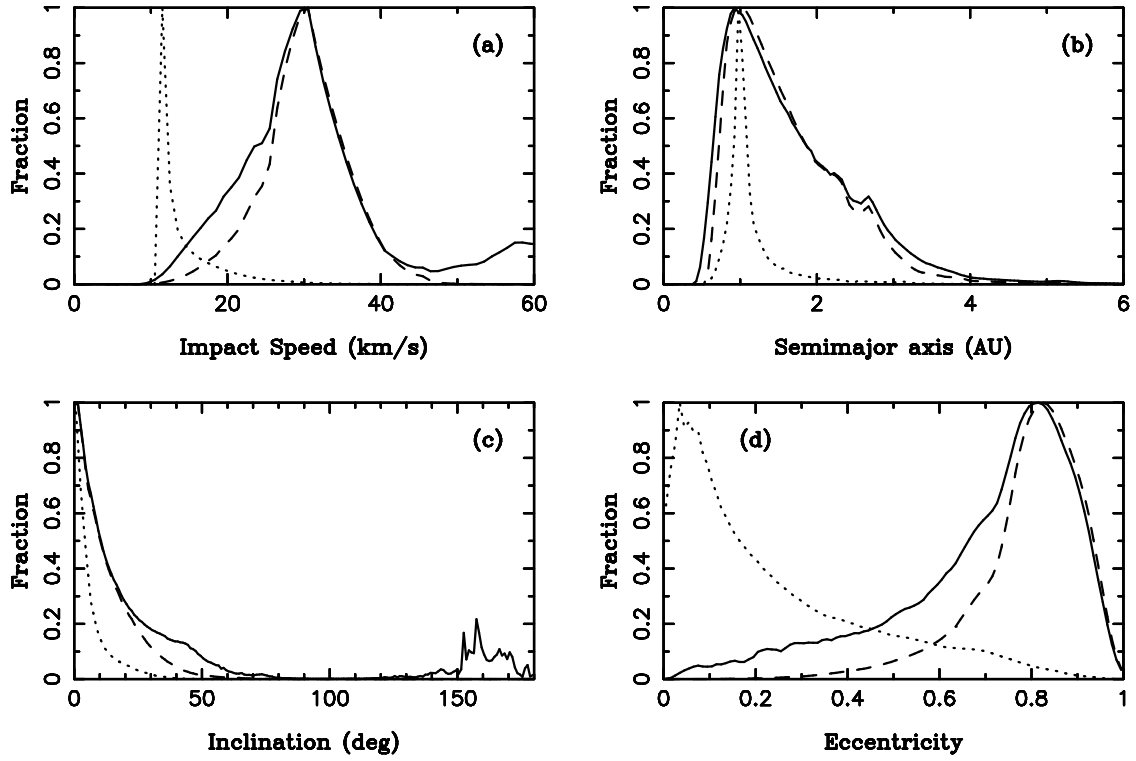 (a)
Fraction
0 0.2 0.4 0.6 0.8 1
0 20 40 60
Impact Speed (km/s)
(b)
Fraction
0 0.2 0.4 0.6 0.8 1
0 2 4 6
Semimajor axis (AU)
(c)
Fraction
0 0.2 0.4 0.6 0.8 1
0 50 100 150
Inclination (deg)
(d)
Fraction
0 0.2 0.4 0.6 0.8 1
0 0.2 0.4 0.6 0.8 1
Eccentricity